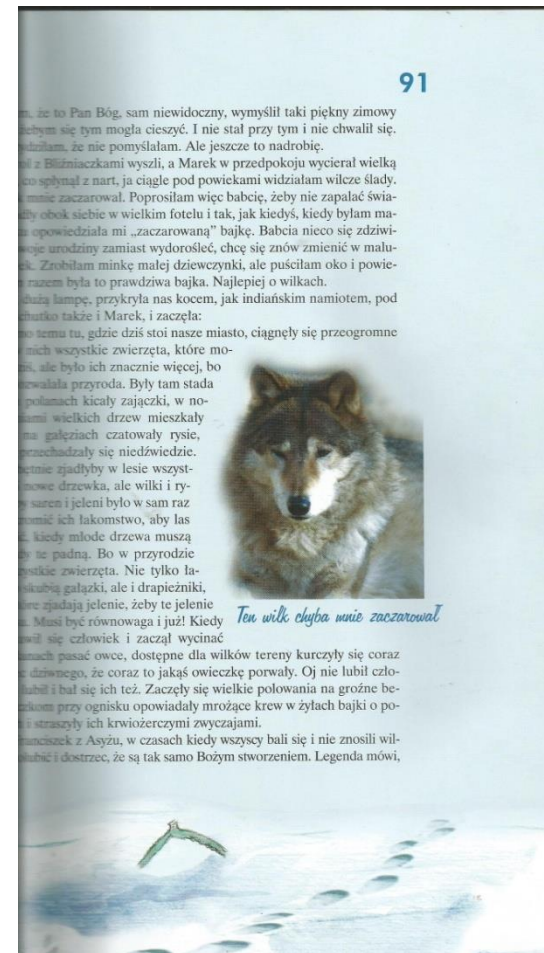 91
że to Pan Bóg, sam niewidoczny, wymyślił taki piękny zimowy
żebym się tym mogła cieszyć. I nie stał przy tym i nie chwalił się.
że nie pomyślałam. Ale jeszcze to nadrobię.
z Bliźniaczkami wyszli, a Marek w przedpokoju wycierał wielką
co spłynął z nart, ja ciągle pod powiekami widziałam wilcze ślady.
mnie zaczarował. Poprosiłam więc babcię, żeby nie zapalać świa-
obok siebie w wielkim fotelu i tak, jak kiedyś, kiedy byłam ma-
opowiedziała mi „zaczarowaną” bajkę. Babcia nieco się zdziwi-
urodziny zamiast wydorośleć, chcę się znów zmienić w malu-
Zrobiłam minkę małej dziewczynki, ale puściłam oko i powie-
razem była to prawdziwa bajka. Najlepiej o wilkach.
dużą lampę, przykryła nas kocem, jak indiańskim namiotem, pod
także i Marek, i zaczęła:
temu tu, gdzie dziś stoi nasze miasto, ciągnęły się przeogromne
nich wszystkie zwierzęta, które mo-
ale było ich znacznie więcej, bo
przyroda. Były tam stada
polanach kicały zajączki, w no-
wielkich drzew mieszkały
na gałęziach czatowały rysie,
przechadzały się niedźwiedzie.
zjadłyby w lesie wszyst-
nowe drzewka, ale wilki i ry-
saren i jeleni było w sam raz
ich łakomstwo, aby las
kiedy młode drzewa muszą
te padną. Bo w przyrodzie
zwierzęta. Nie tylko ła-
skubią gałązki, ale i drapieżniki,
zjadają jelenie, żeby te jelenie
Musi być równowaga i już! Kiedy
się człowiek i zaczął wycinać
pasać owce, dostępne dla wilków tereny kurczyły się coraz
dziwnego, że coraz to jakąś owieczkę porwały. Oj nie lubił czło-
lubił i bał się ich też. Zaczęły się wielkie polowania na groźne be-
przy ognisku opowiadały mrożące krew w żyłach bajki o po-
i straszyły ich krwiożerczymi zwyczajami.
z Asyżu, w czasach kiedy wszyscy bali się i nie znosili wil-
i dostrzec, że są tak samo Bożym stworzeniem. Legenda mówi,
Ten wilk chyba mnie zaczarował